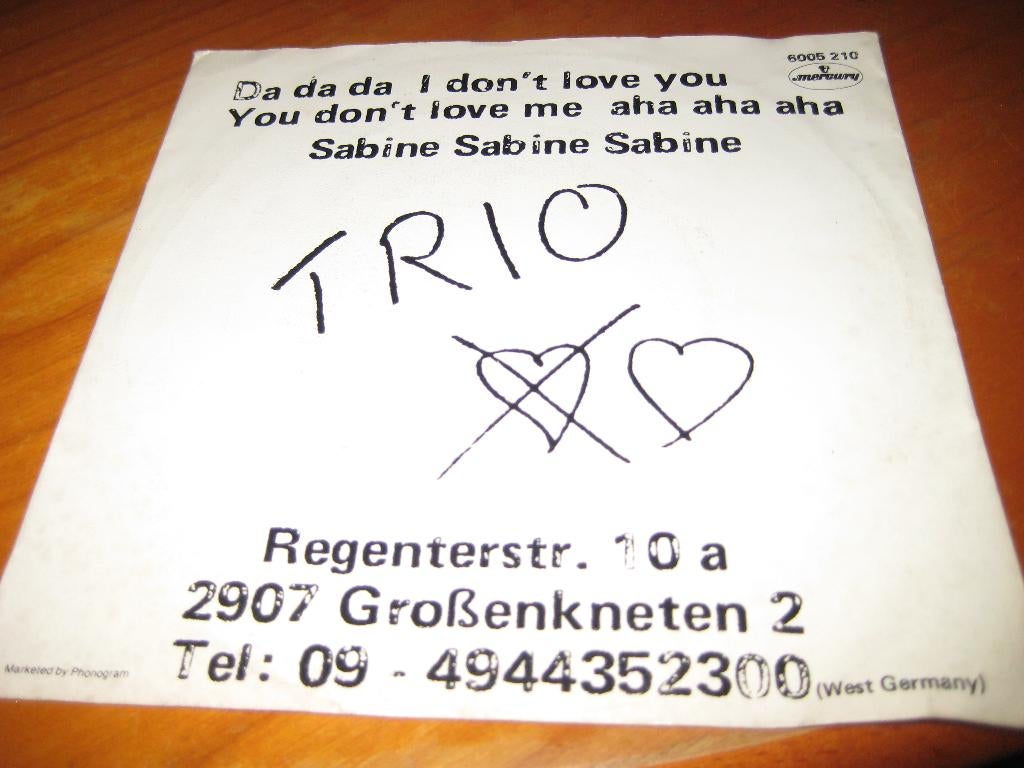 6005 210
mercury
Da da da I don't love you
You don't love me aha aha aha
Sabine Sabine Sabine
TRIO
Regenterstr. 10 a
2907 Großenkneten 2
Tel: 09 - 4944352300 (West Germany)
Marketed by Phonogram